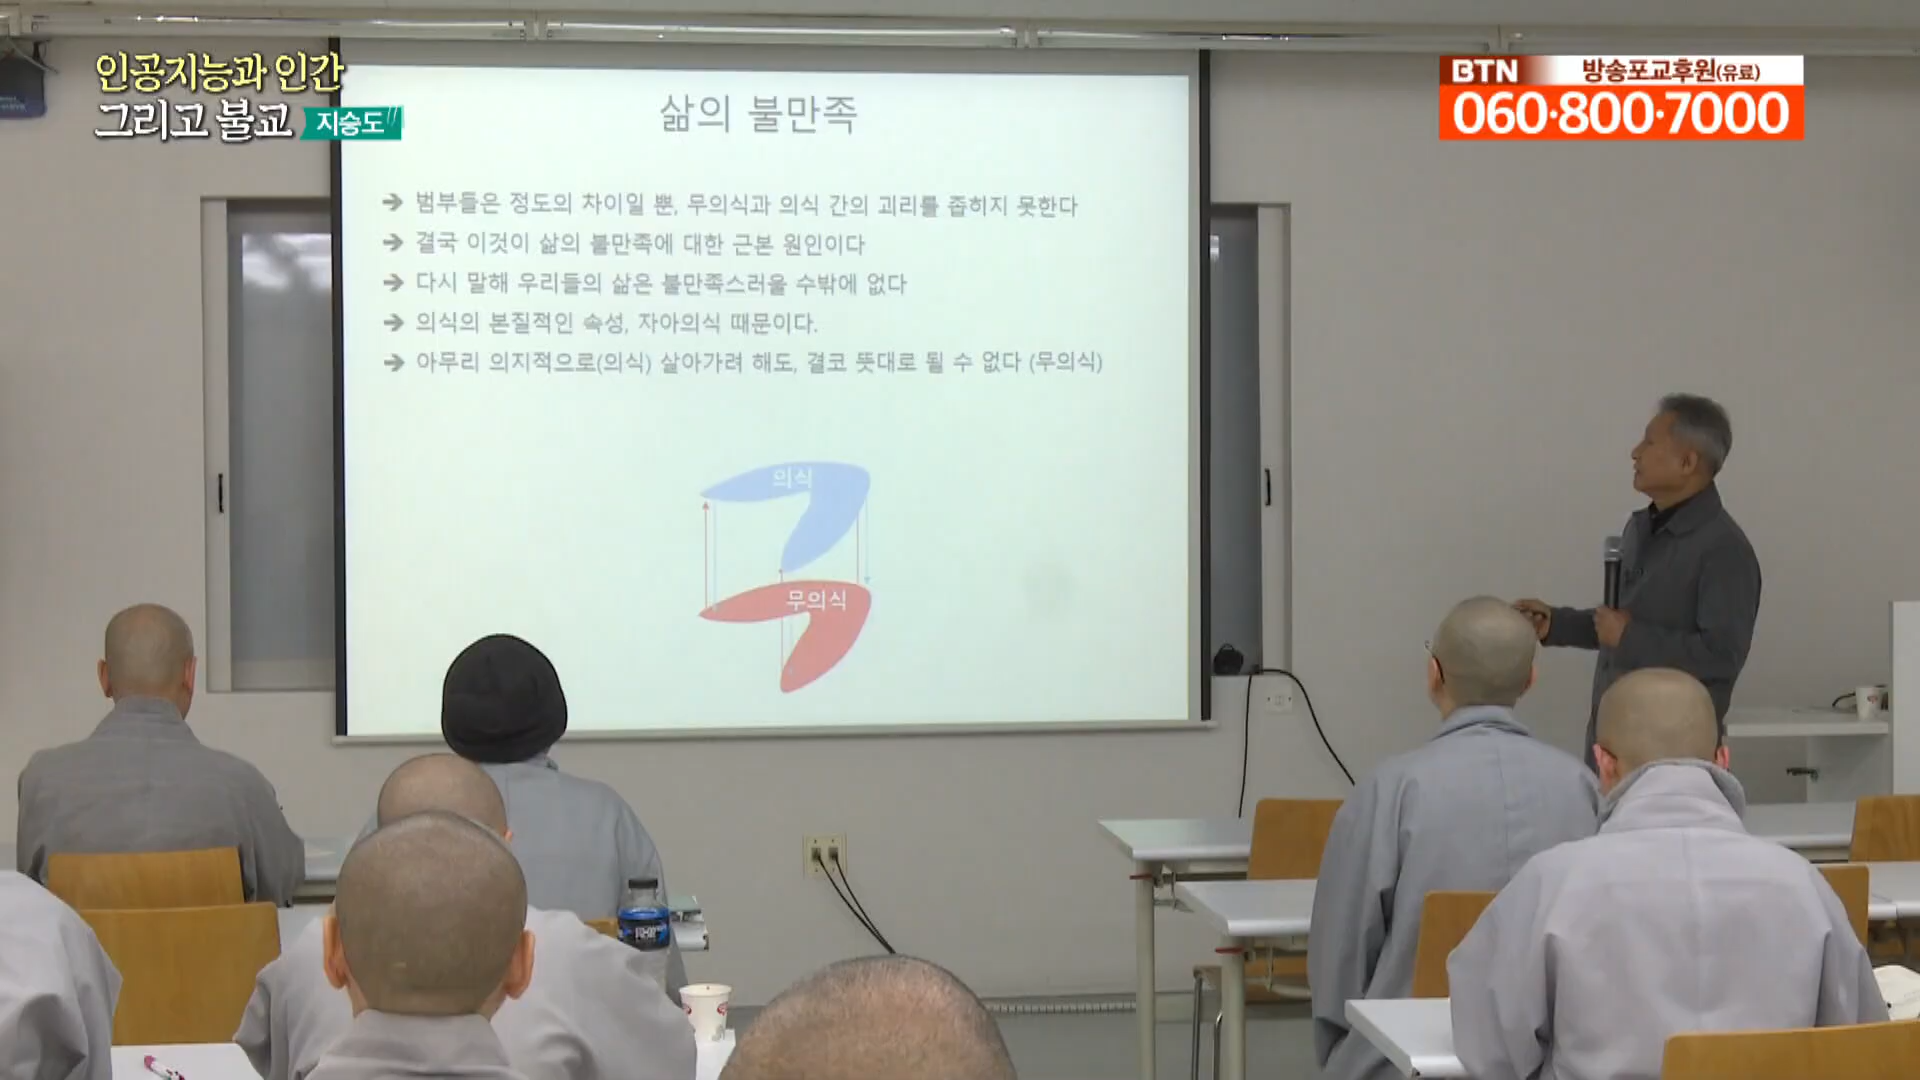 인공지능과 인간
그리고 불교 지승도
BTN 방송포교후원(유료)
060·800·7000
삶의 불만족
➔ 범부들은 정도의 차이일 뿐, 무의식과 의식 간의 괴리를 좁히지 못한다
➔ 결국 이것이 삶의 불만족에 대한 근본 원인이다
➔ 다시 말해 우리들의 삶은 불만족스러울 수밖에 없다
➔ 의식의 본질적인 속성, 자아의식 때문이다.
➔ 아무리 의지적으로(의식) 살아가려 해도, 결코 뜻대로 될 수 없다 (무의식)
의식
무의식